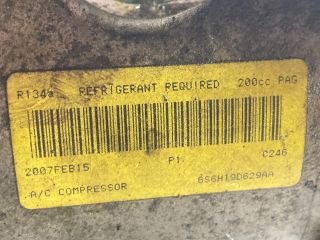 R134a REFRIGERANT REQUIRED 200cc PAG
2007FEB15 P1 C246
A/C COMPRESSOR 6S6H19D629AA